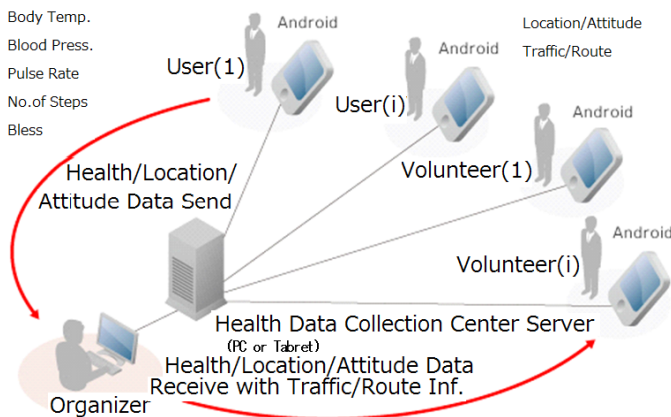 Body Temp.
Blood Press.
Pulse Rate
No.of Steps
Bless
Android
User(1)
Android
User(i)
Location/Attitude
Traffic/Route
Android
Volunteer(1)
Android
Volunteer(i)
Health/Location/
Attitude Data Send
Health Data Collection Center Server
(PC or Tabret)
Health/Location/Attitude Data
Receive with Traffic/Route Inf.
Organizer